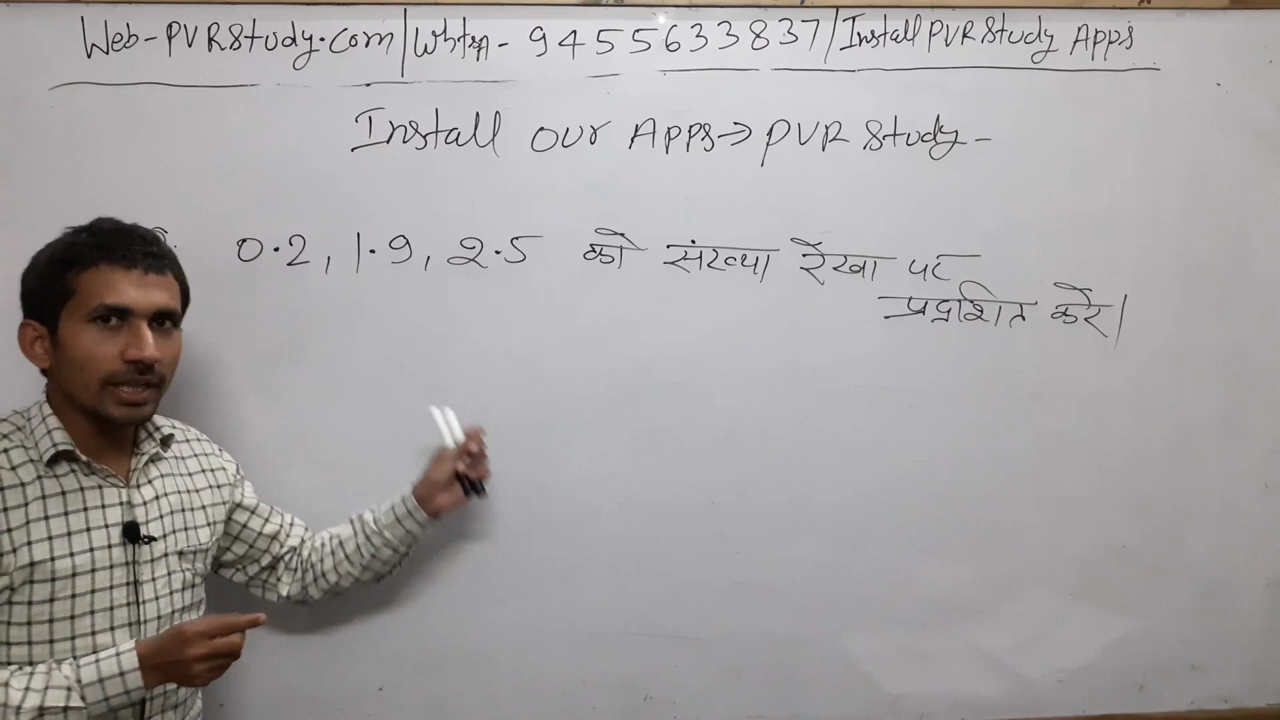 Web-PVRStudy.com/WhtsA-9455633837/Install PVR Study Apps
Install our Apps→PVR Study-
0.2, 1.9, 2.5 को संख्या रेखा पर
प्रदर्शित करें।